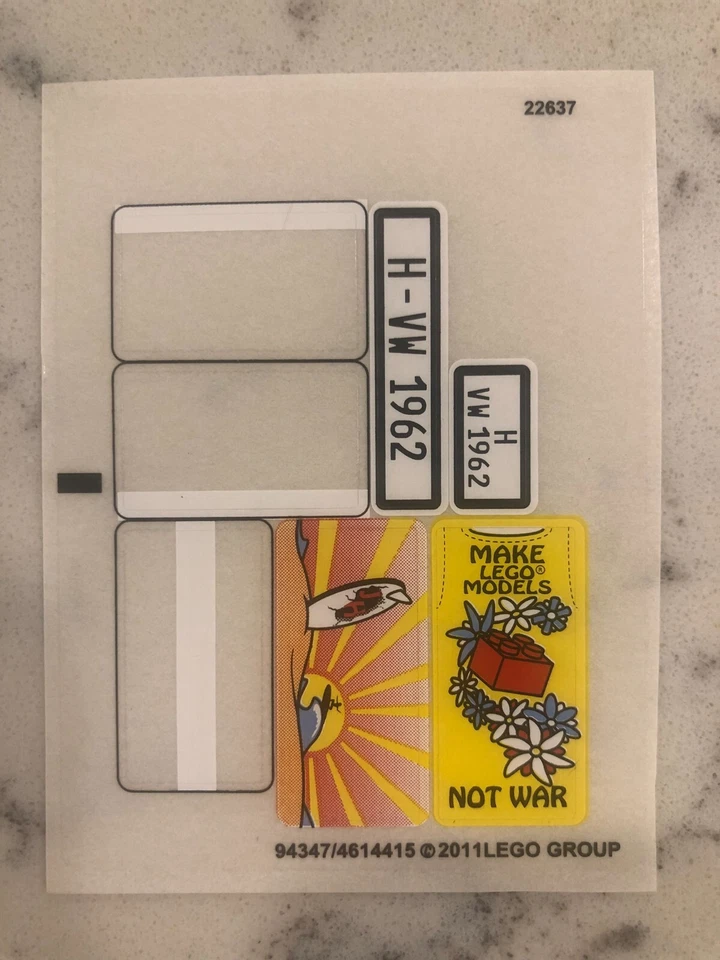 22637
H-VW 1962
H
VW 1962
MAKE
LEGO®
MODELS
NOT WAR
94347/4614415 ©2011LEGO GROUP